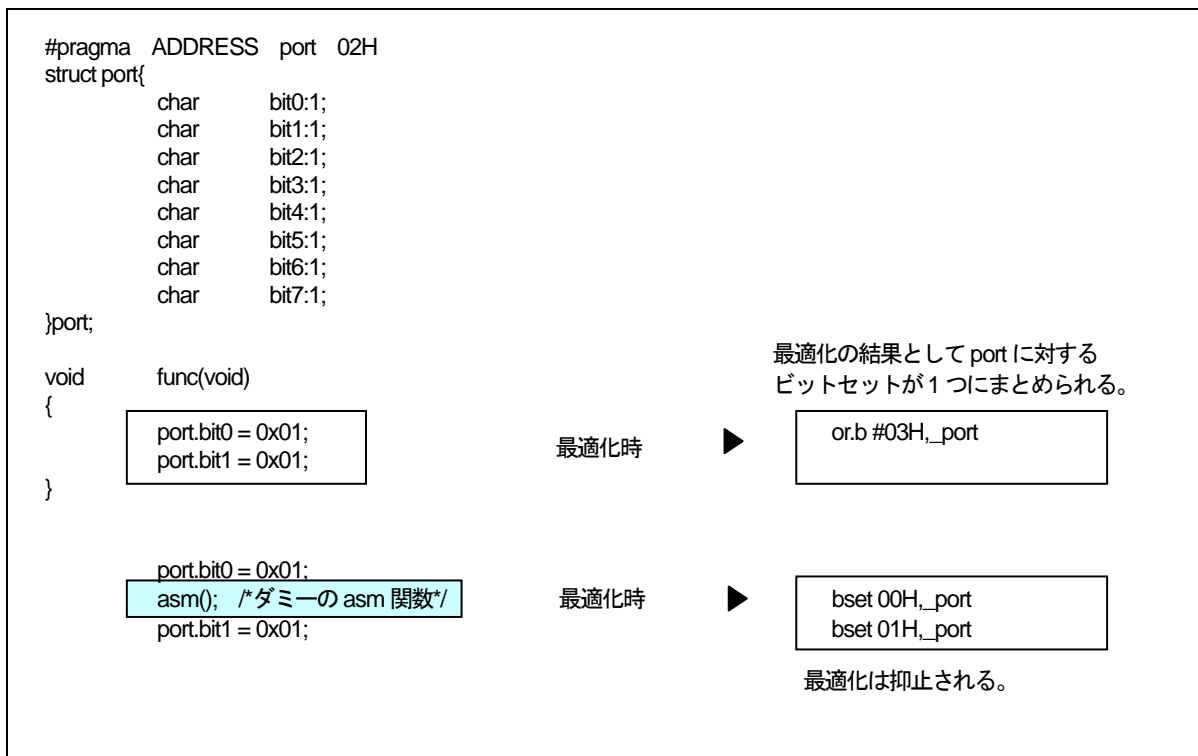 #pragma ADDRESS port 02H
struct port{
char bit0:1;
char bit1:1;
char bit2:1;
char bit3:1;
char bit4:1;
char bit5:1;
char bit6:1;
char bit7:1;
}port;
最適化の結果として port に対する
ビットセットが 1 つにまとめられる。
void func(void)
{
port.bit0 = 0x01;
port.bit1 = 0x01;
}
最適化時
or.b #03H,_port
port.bit0 = 0x01;
asm(); /*ダミーの asm 関数*/
port.bit1 = 0x01;
最適化時
bset 00H,_port
bset 01H,_port
最適化は抑止される。